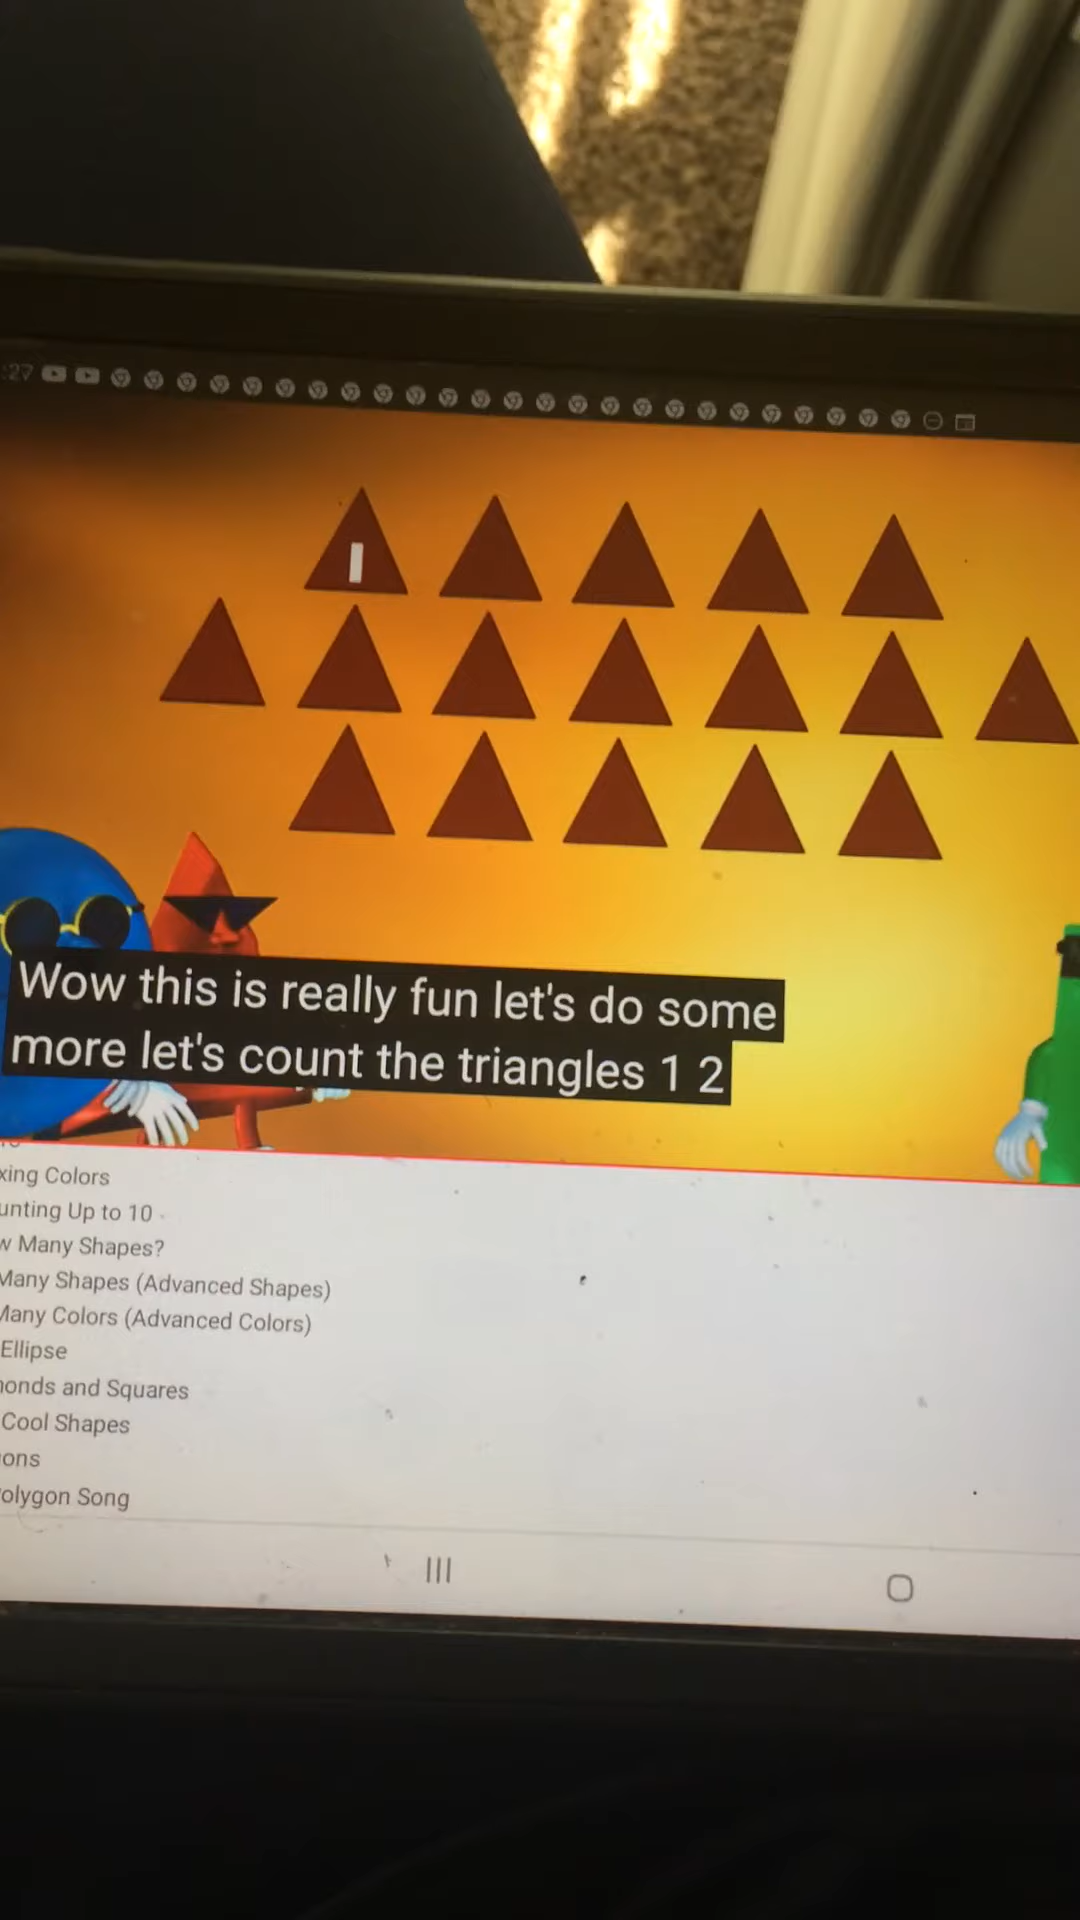 :27
Wow this is really fun let's do some
more let's count the triangles 1 2
xing Colors
unting Up to 10
w Many Shapes?
Many Shapes (Advanced Shapes)
Many Colors (Advanced Colors)
Ellipse
monds and Squares
Cool Shapes
ons
olygon Song